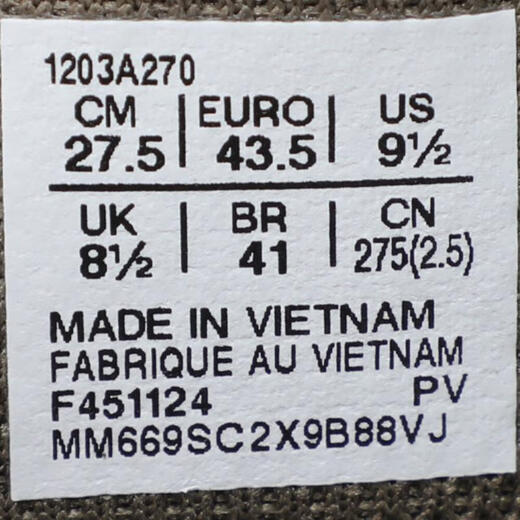 1203A270
CM | EURO | US
27.5 | 43.5 | 9½
UK | BR | CN
8½ | 41 | 275(2.5)
MADE IN VIETNAM
FABRIQUE AU VIETNAM
F451124 PV
MM669SC2X9B88VJ